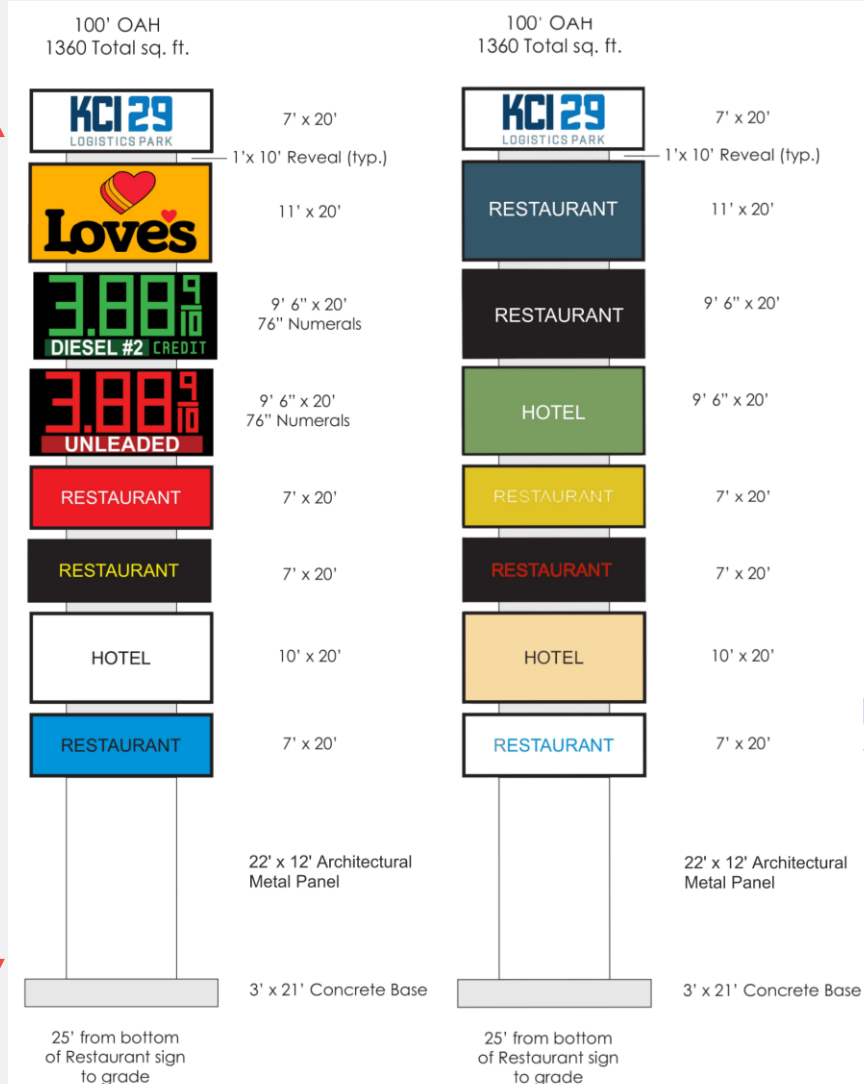 100' OAH
1360 Total sq. ft.
KCI 29
LOGISTICS PARK
7' x 20'
1'x 10' Reveal (typ.)
Love's
11' x 20'
3.88 9/10
DIESEL #2 CREDIT
9' 6" x 20'
76" Numerals
3.88 9/10
UNLEADED
9' 6" x 20'
76" Numerals
RESTAURANT
7' x 20'
RESTAURANT
7' x 20'
HOTEL
10' x 20'
RESTAURANT
7' x 20'
22' x 12' Architectural
Metal Panel
3' x 21' Concrete Base
25' from bottom
of Restaurant sign
to grade
100' OAH
1360 Total sq. ft.
KCI 29
LOGISTICS PARK
7' x 20'
1'x 10' Reveal (typ.)
RESTAURANT
11' x 20'
RESTAURANT
9' 6" x 20'
HOTEL
9' 6" x 20'
RESTAURANT
7' x 20'
RESTAURANT
7' x 20'
HOTEL
10' x 20'
RESTAURANT
7' x 20'
22' x 12' Architectural
Metal Panel
3' x 21' Concrete Base
25' from bottom
of Restaurant sign
to grade